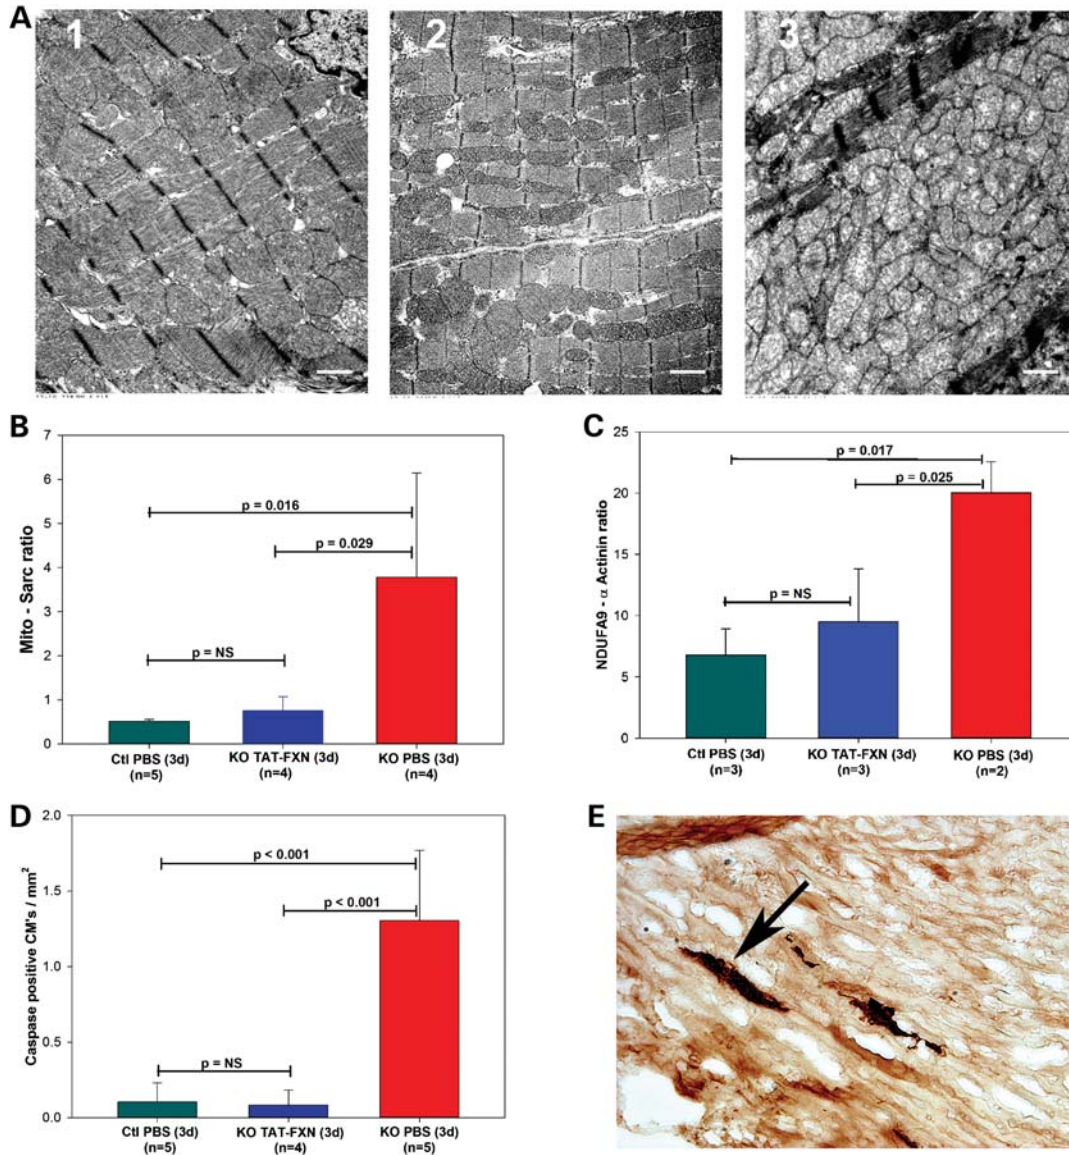 A
1
2
3
B
Mito - Sarc ratio
7
6
5
4
3
2
1
0
p = 0.016
p = 0.029
p = NS
Ctl PBS (3d)
(n=5)
KO TAT-FXN (3d)
(n=4)
KO PBS (3d)
(n=4)
C
NDUFA9 - α Actinin ratio
25
20
15
10
5
0
p = 0.017
p = 0.025
p = NS
Ctl PBS (3d)
(n=3)
KO TAT-FXN (3d)
(n=3)
KO PBS (3d)
(n=2)
D
Caspase positive CM's / mm²
2.0
1.5
1.0
0.5
0.0
p < 0.001
p < 0.001
p = NS
Ctl PBS (3d)
(n=5)
KO TAT-FXN (3d)
(n=4)
KO PBS (3d)
(n=5)
E